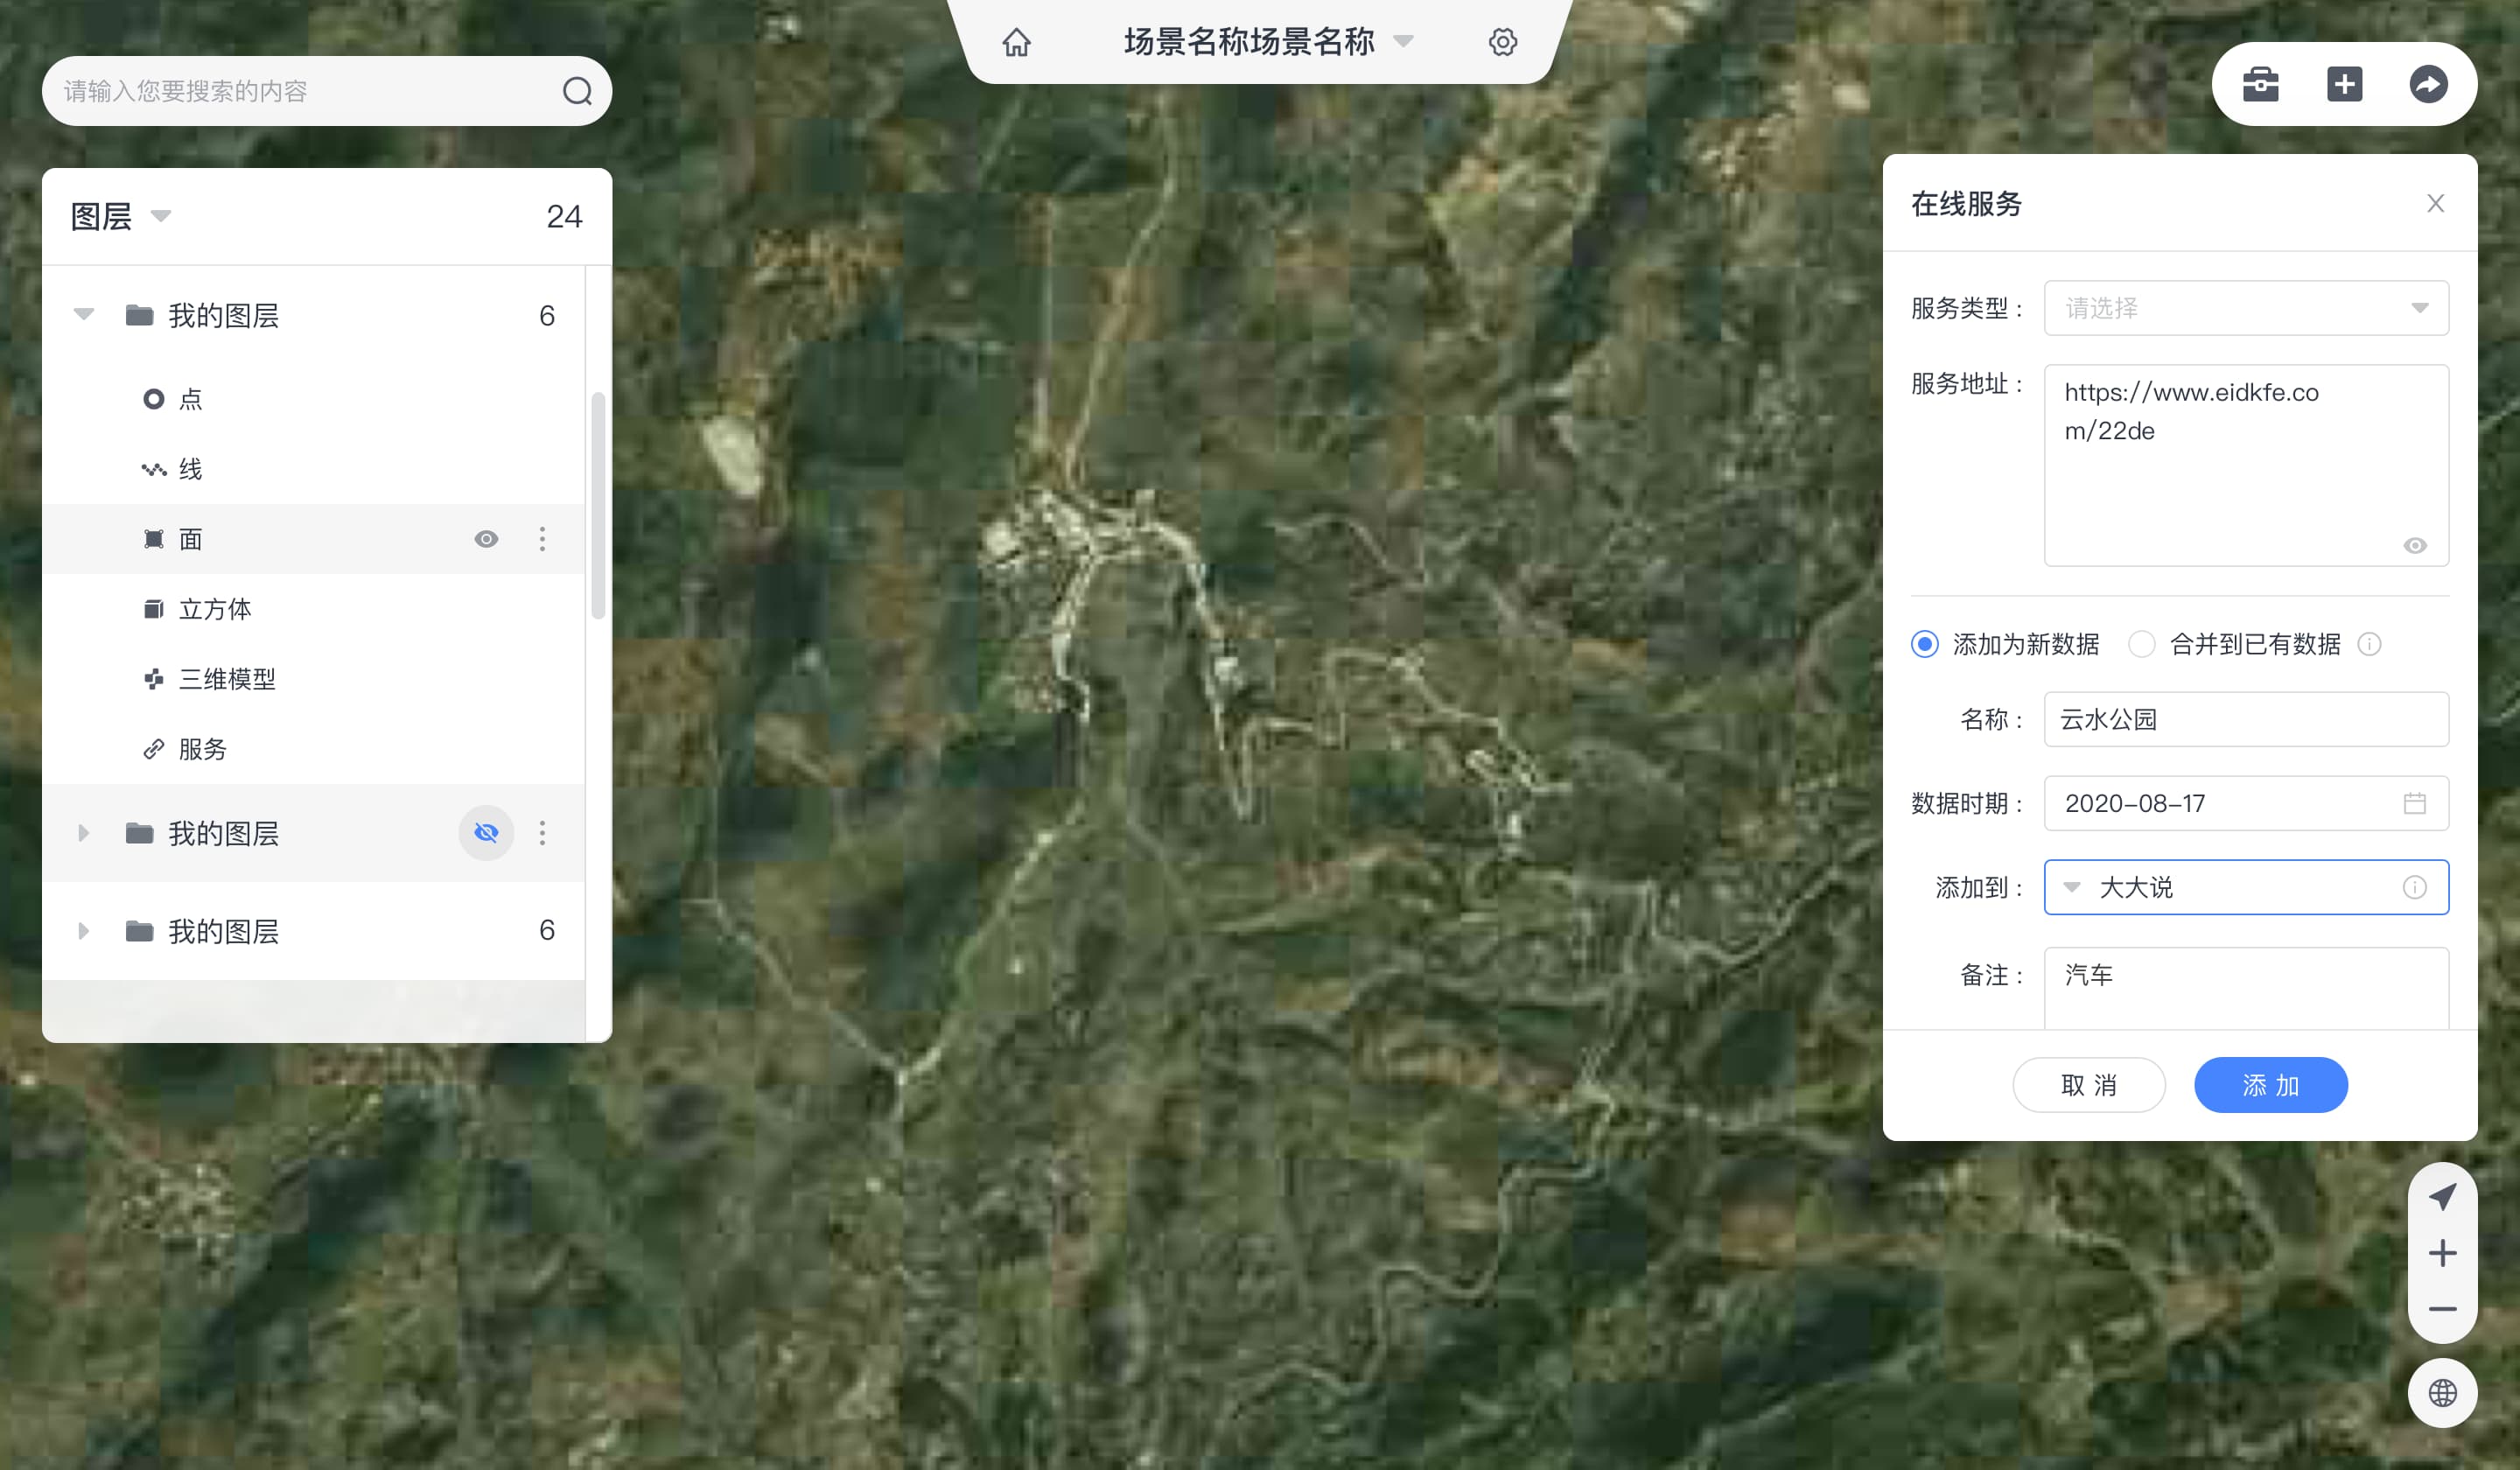 场景名称场景名称
请输入您要搜索的内容
图层 24
我的图层 6
点
线
面
立方体
三维模型
服务
我的图层
我的图层 6
在线服务
服务类型： 请选择
服务地址： https://www.eidkfe.co
m/22de
添加为新数据 合并到已有数据
名称： 云水公园
数据时期： 2020-08-17
添加到： 大大说
备注： 汽车
取 消 添 加